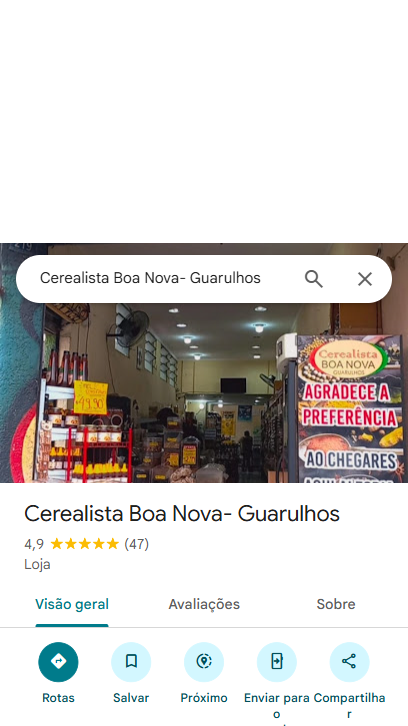 Cerealista Boa Nova- Guarulhos
49,90
Cerealista
BOA NOVA
GUARULHOS
AGRADECE A
PREFERÊNCIA
AO CHEGARES
Cerealista Boa Nova- Guarulhos
4,9 ★★★★★ (47)
Loja
Visão geral Avaliações Sobre
Rotas Salvar Próximo Enviar para o Compartilhar